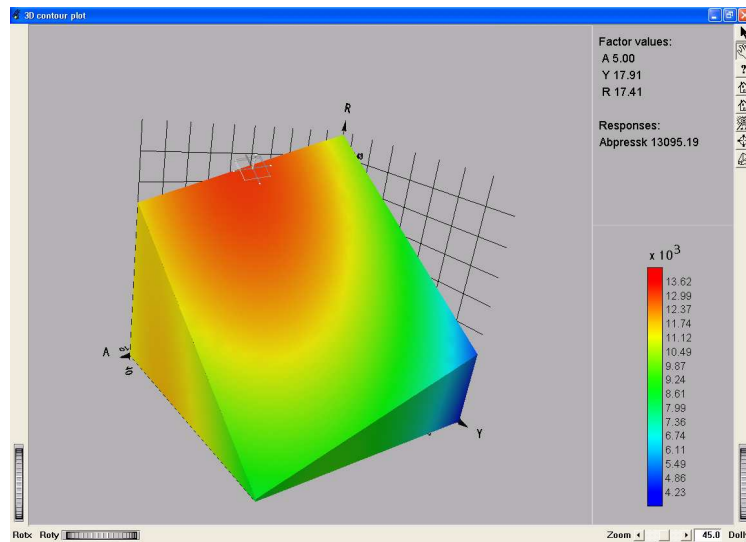 3D contour plot
Factor values:
A 5.00
Y 17.91
R 17.41
Responses:
Abpressk 13095.19
R
A
Y
x 10³
13.62
12.99
12.37
11.74
11.12
10.49
9.87
9.24
8.61
7.99
7.36
6.74
6.11
5.49
4.86
4.23
Rotx Roty
Zoom 45.0 Dolly